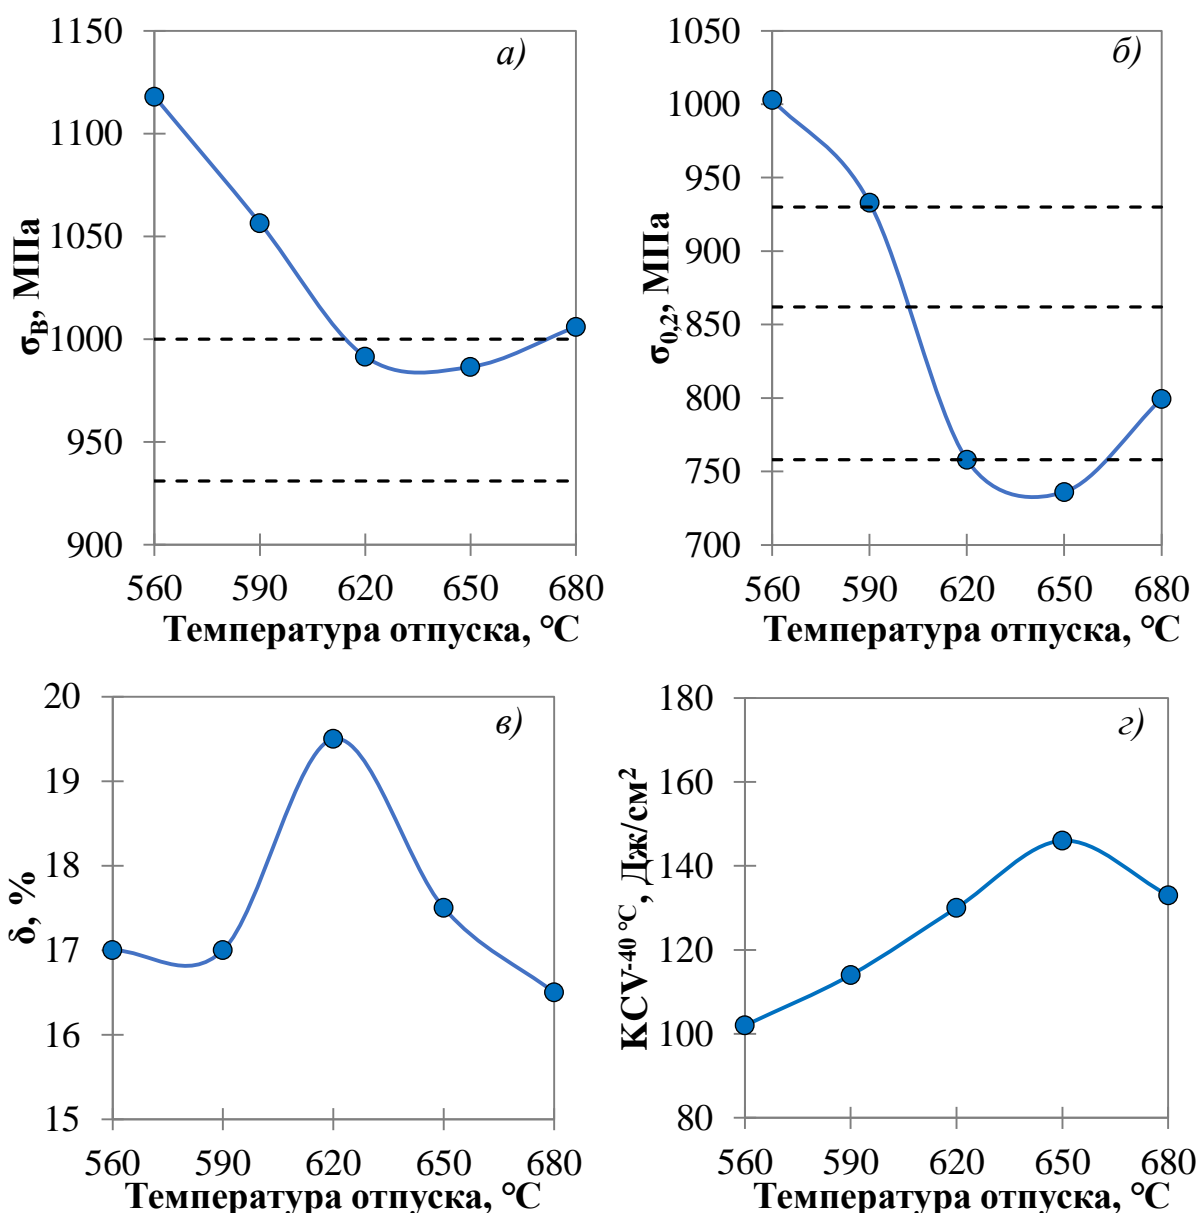 а)
1150
1100
1050
1000
950
900
σВ, МПа
560 590 620 650 680
Температура отпуска, °С
б)
1050
1000
950
900
850
800
750
700
σ0,2, МПа
560 590 620 650 680
Температура отпуска, °С
в)
20
19
18
17
16
15
δ, %
560 590 620 650 680
Температура отпуска, °С
г)
180
160
140
120
100
80
KCV-40 °C, Дж/см2
560 590 620 650 680
Температура отпуска, °С